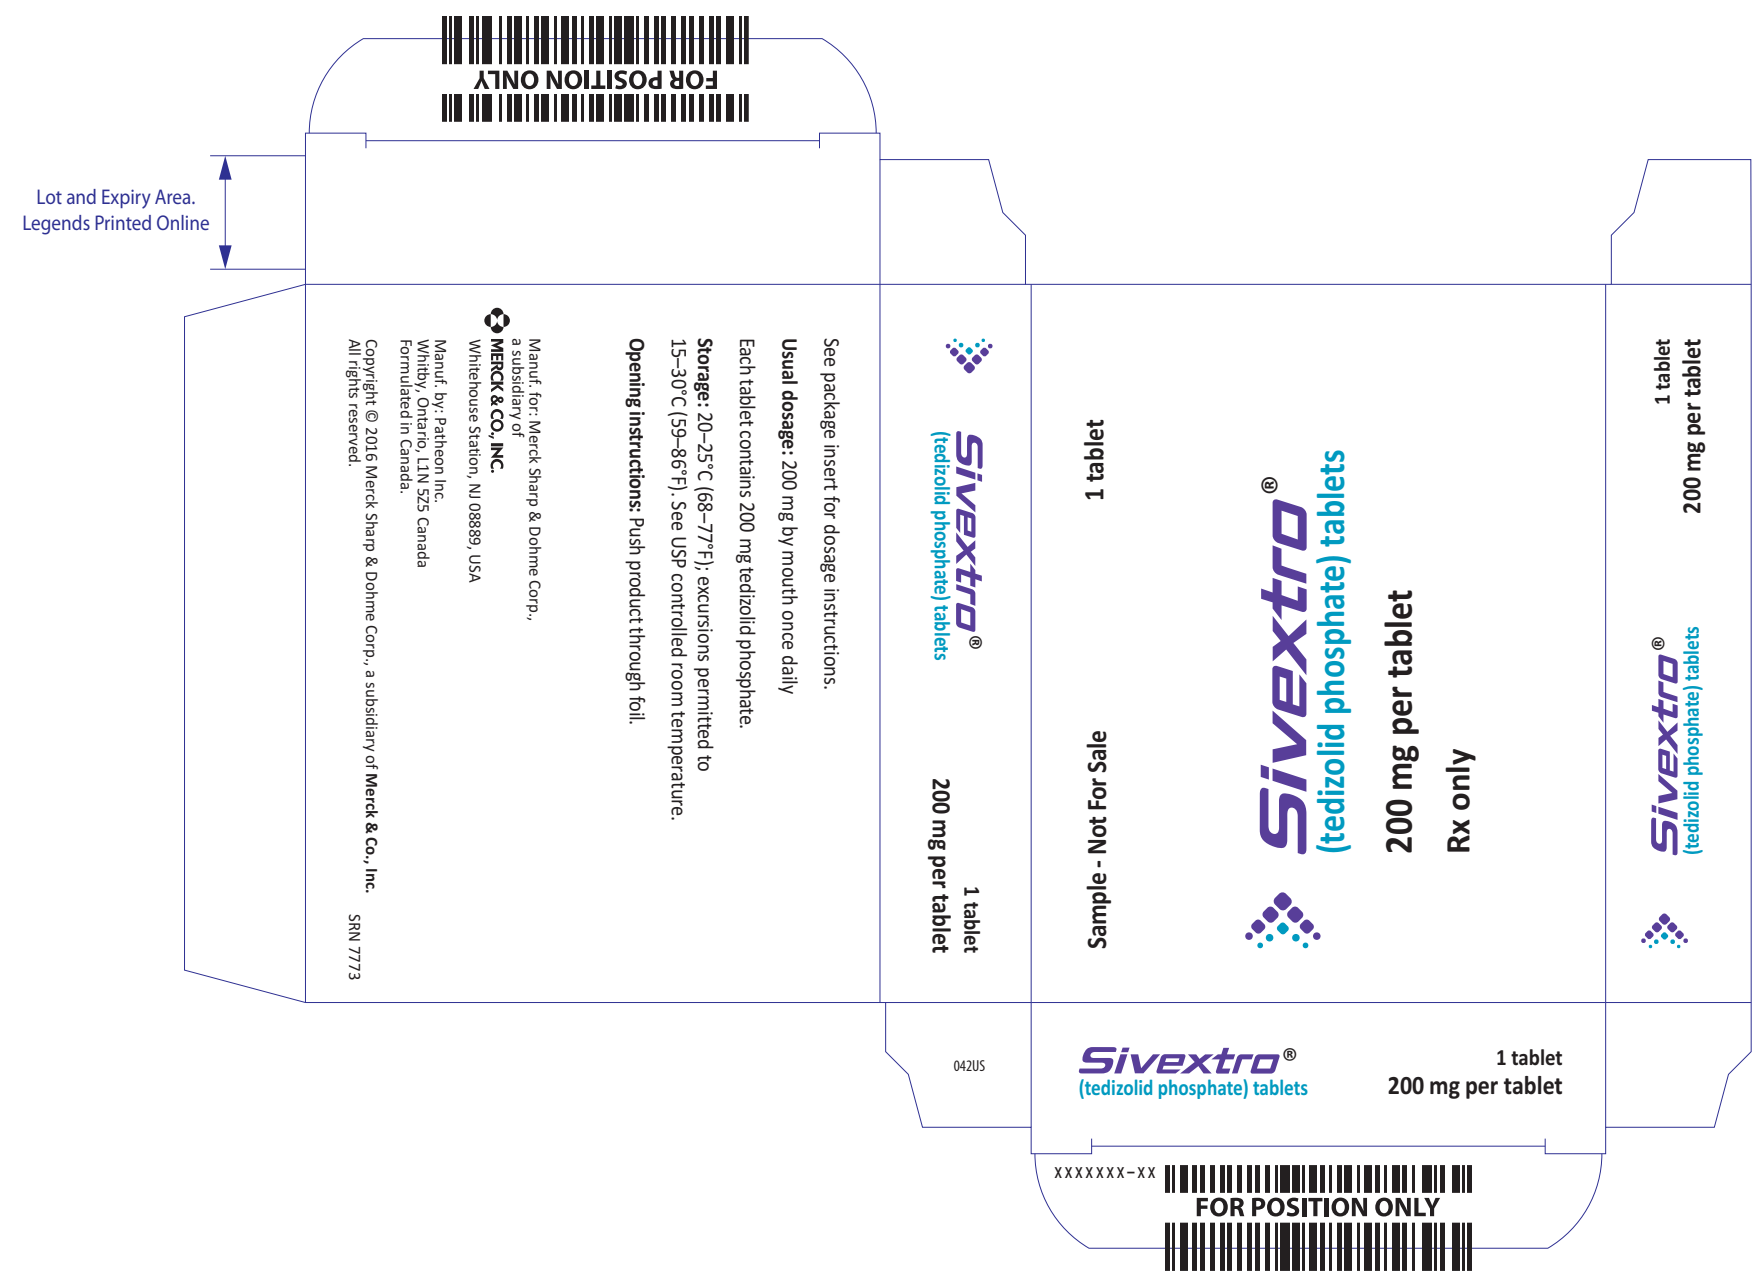 FOR POSITION ONLY
Lot and Expiry Area.
Legends Printed Online
See package insert for dosage instructions.
Usual dosage: 200 mg by mouth once daily
Each tablet contains 200 mg tedizolid phosphate.
Storage: 20–25°C (68–77°F); excursions permitted to
15–30°C (59–86°F). See USP controlled room temperature.
Opening instructions: Push product through foil.
Manuf. for: Merck Sharp & Dohme Corp.,
a subsidiary of
MERCK & CO., INC.
Whitehouse Station, NJ 08889, USA
Manuf. by: Patheon Inc.
Whitby, Ontario, L1N 5Z5 Canada
Formulated in Canada.
Copyright © 2016 Merck Sharp & Dohme Corp., a subsidiary of Merck & Co., Inc.
All rights reserved.
SRN 7773
Sivextro®
(tedizolid phosphate) tablets
1 tablet
200 mg per tablet
1 tablet
Sample - Not For Sale
Sivextro®
(tedizolid phosphate) tablets
200 mg per tablet
Rx only
1 tablet
200 mg per tablet
Sivextro®
(tedizolid phosphate) tablets
042US
Sivextro®
(tedizolid phosphate) tablets
1 tablet
200 mg per tablet
XXXXXXX–XX
FOR POSITION ONLY